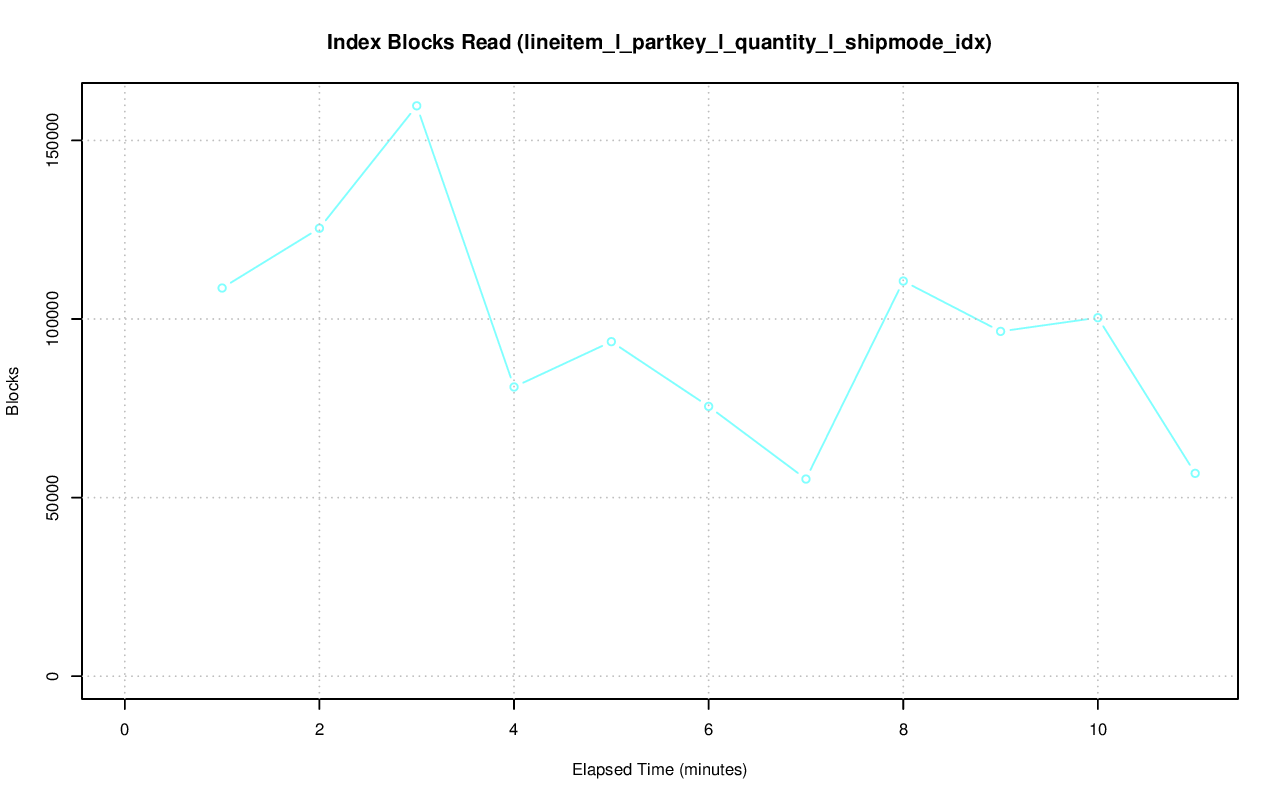 Index Blocks Read (lineitem_l_partkey_l_quantity_l_shipmode_idx)
150000
100000
50000
0
Blocks
0 2 4 6 8 10
Elapsed Time (minutes)